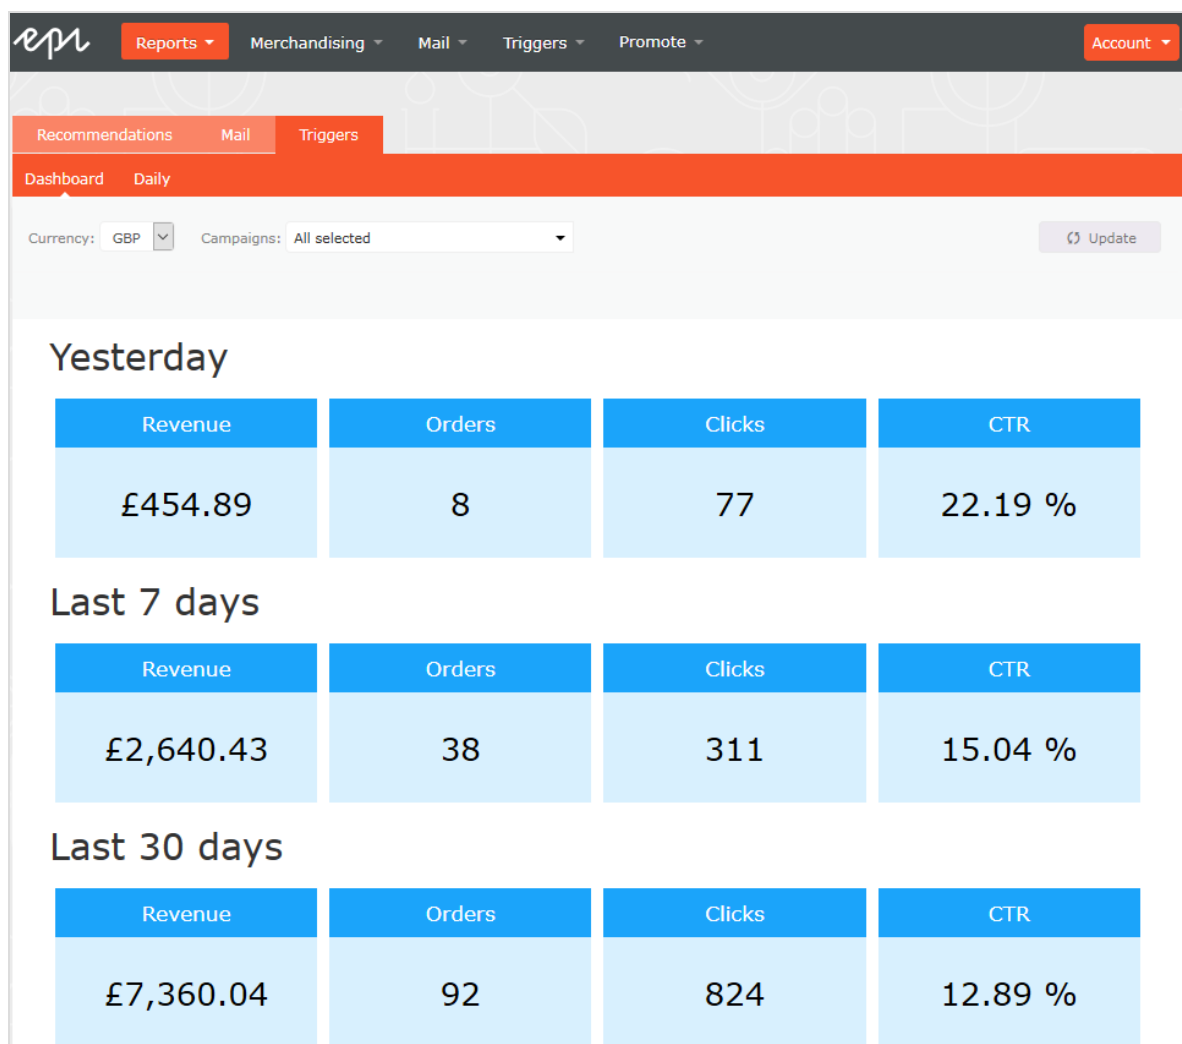 epi Reports Merchandising Mail Triggers Promote Account
Recommendations Mail Triggers
Dashboard Daily
Currency: GBP Campaigns: All selected Update
Yesterday
Revenue Orders Clicks CTR
£454.89 8 77 22.19 %
Last 7 days
Revenue Orders Clicks CTR
£2,640.43 38 311 15.04 %
Last 30 days
Revenue Orders Clicks CTR
£7,360.04 92 824 12.89 %